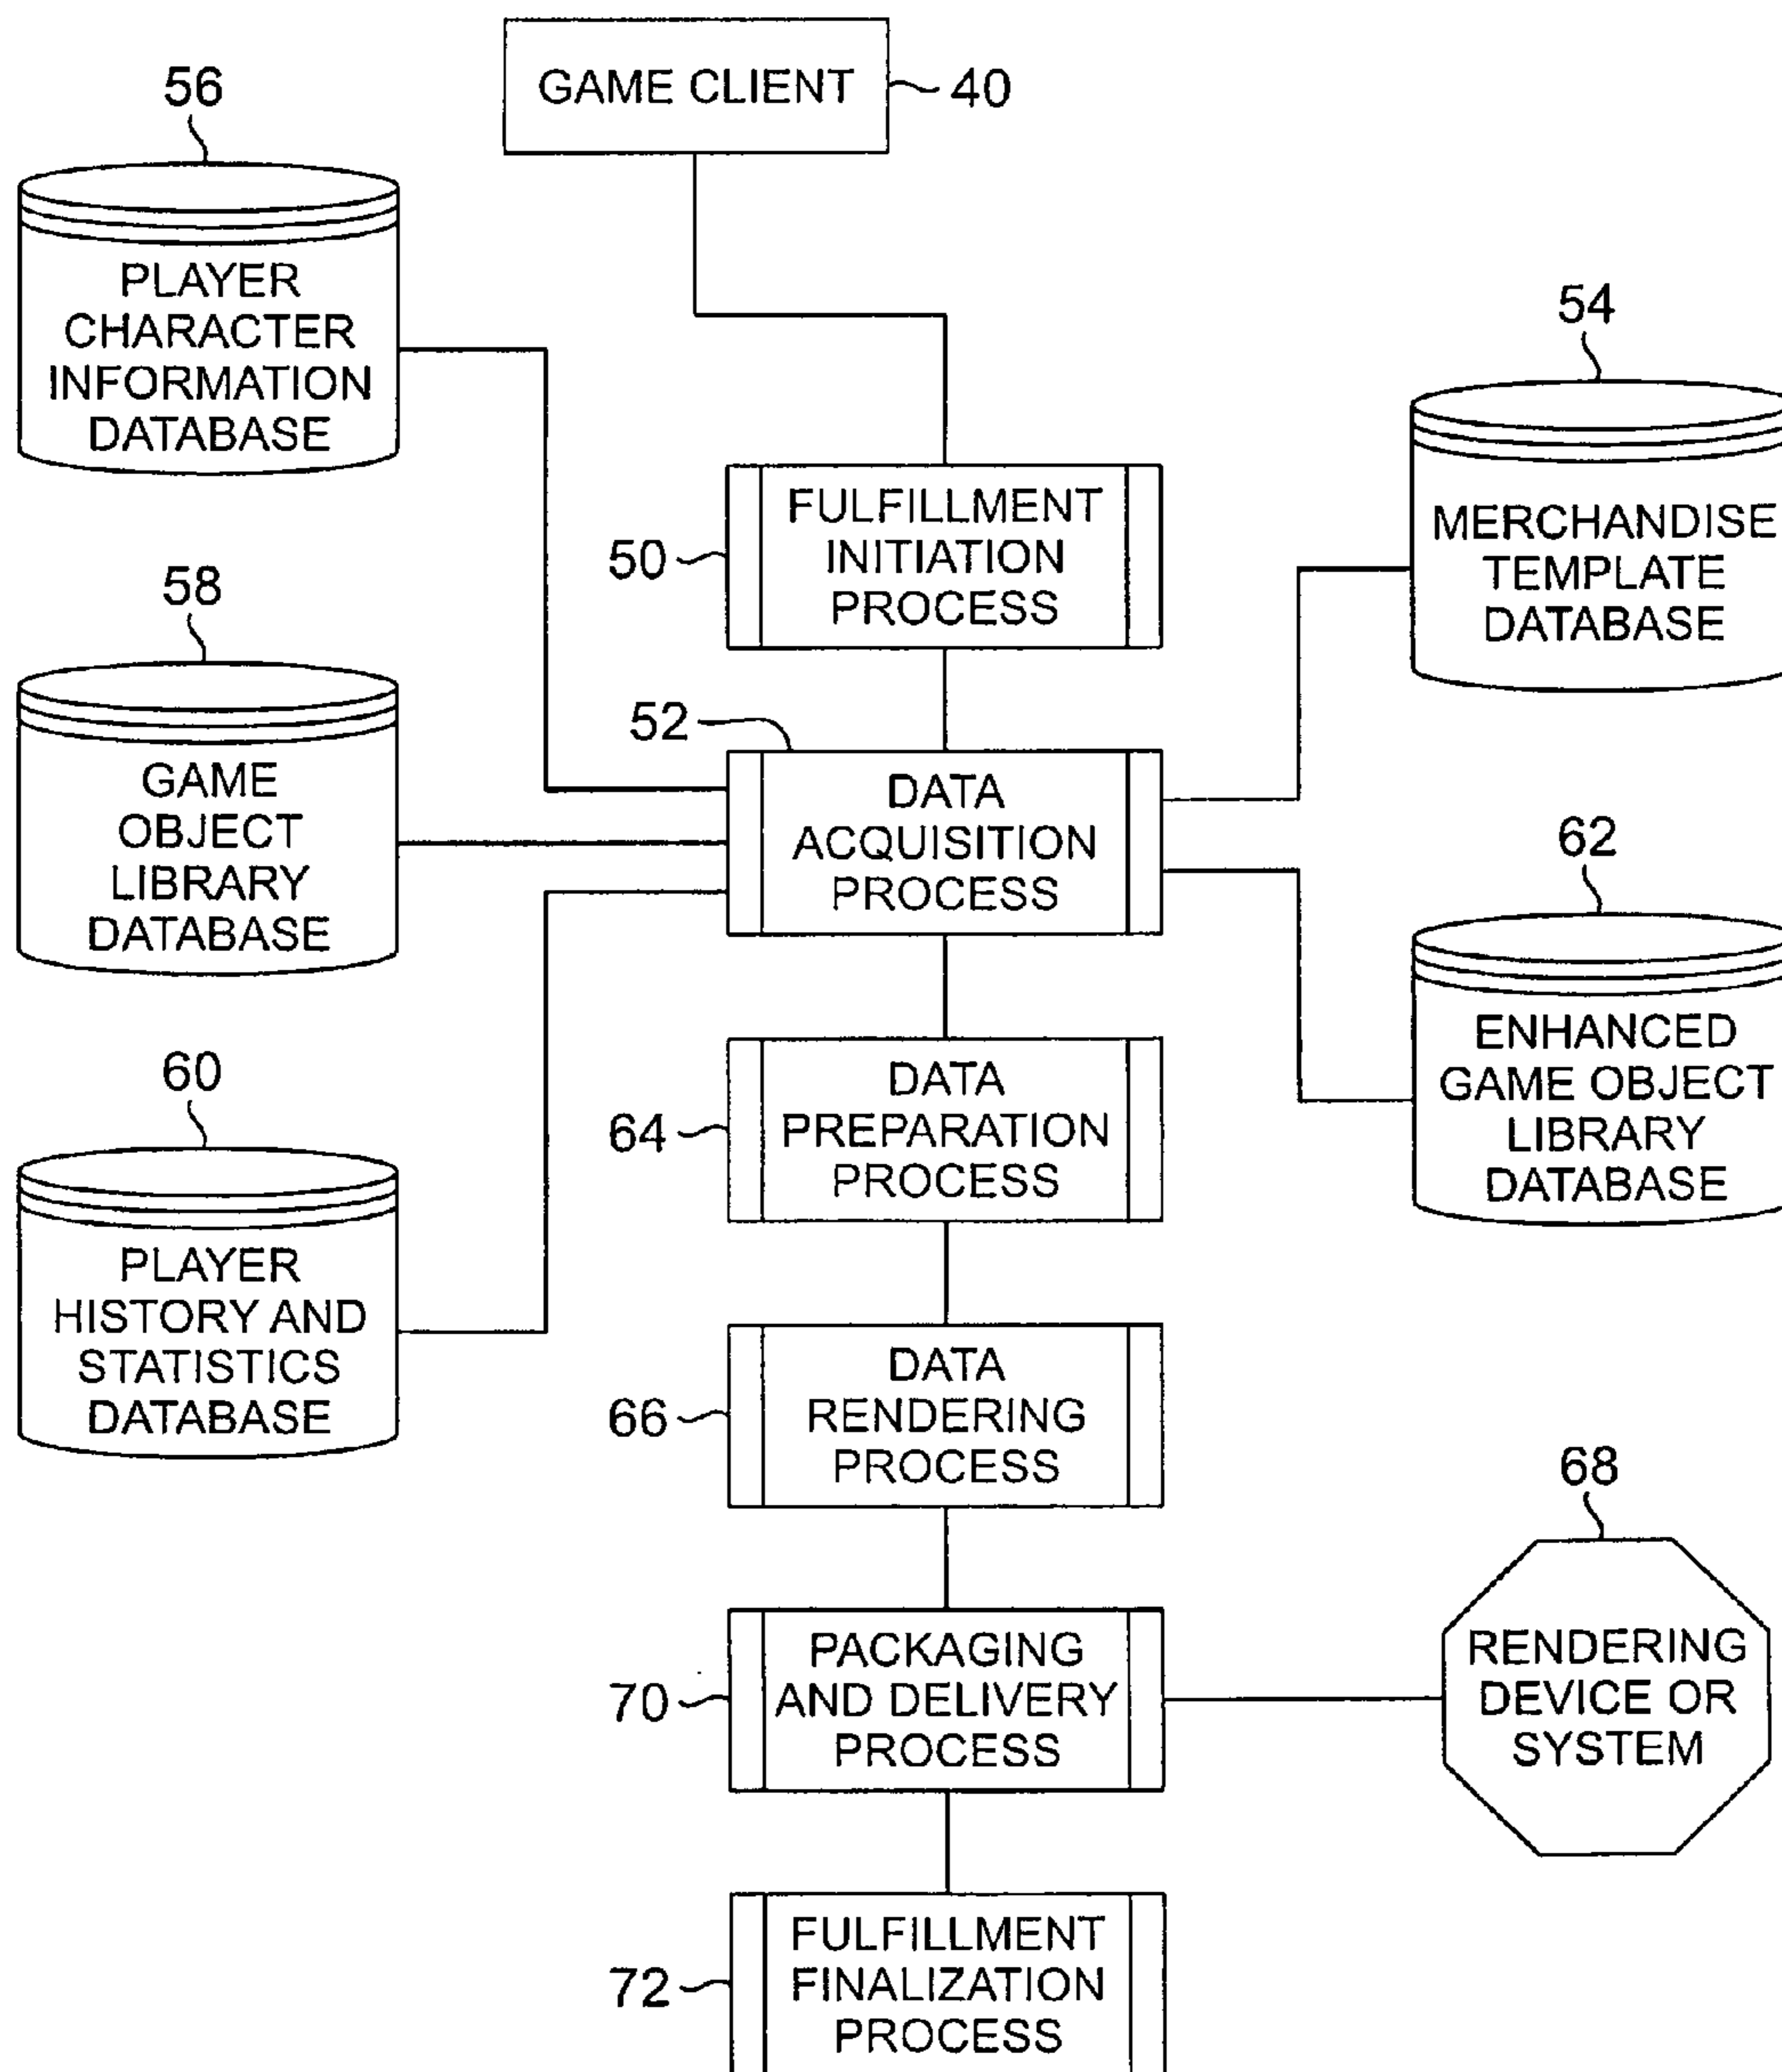 GAME CLIENT
40
56
PLAYER
CHARACTER
INFORMATION
DATABASE
54
MERCHANDISE
TEMPLATE
DATABASE
50
FULFILLMENT
INITIATION
PROCESS
58
GAME
OBJECT
LIBRARY
DATABASE
52
DATA
ACQUISITION
PROCESS
62
ENHANCED
GAME OBJECT
LIBRARY
DATABASE
60
PLAYER
HISTORY AND
STATISTICS
DATABASE
64
DATA
PREPARATION
PROCESS
66
DATA
RENDERING
PROCESS
68
RENDERING
DEVICE OR
SYSTEM
70
PACKAGING
AND DELIVERY
PROCESS
72
FULFILLMENT
FINALIZATION
PROCESS